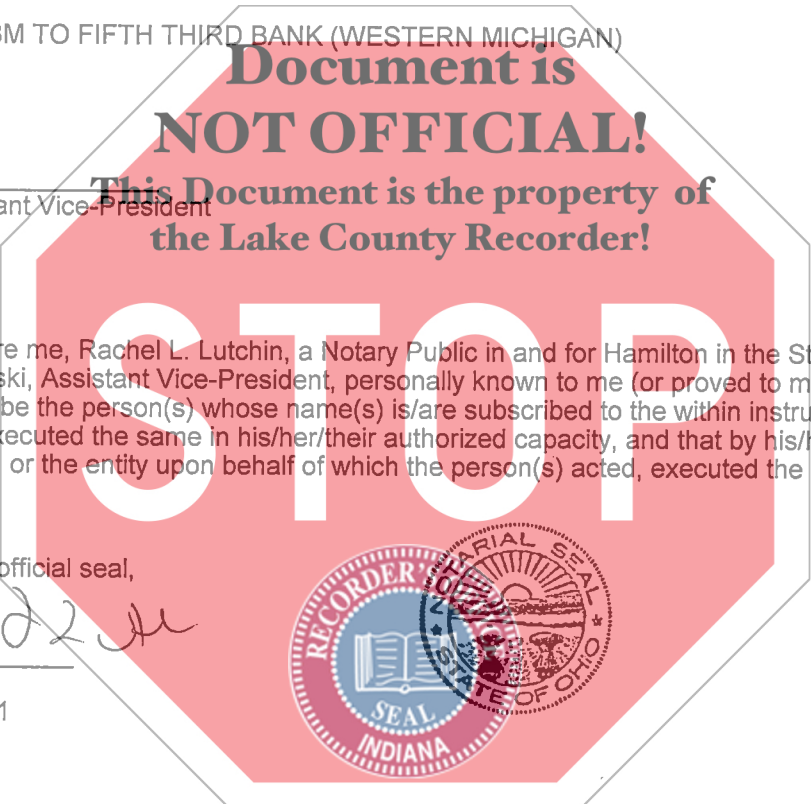 BM TO FIFTH THIRD BANK (WESTERN MICHIGAN)
Document is
NOT OFFICIAL!
This Document is the property of
ant Vice-President
the Lake County Recorder!
STOP
re me, Rachel L. Lutchin, a Notary Public in and for Hamilton in the St
ski, Assistant Vice-President, personally known to me (or proved to m
be the person(s) whose name(s) is/are subscribed to the within instru
xecuted the same in his/her/their authorized capacity, and that by his/h
or the entity upon behalf of which the person(s) acted, executed the
official seal,
NOTARIAL SEAL
STATE OF OHIO
RECORDER'S
SEAL
INDIANA
1